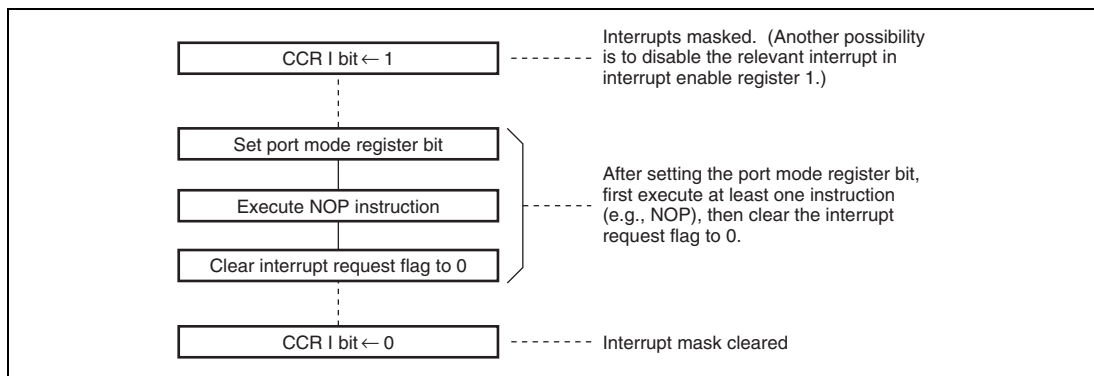 CCR I bit ← 1
Interrupts masked. (Another possibility
is to disable the relevant interrupt in
interrupt enable register 1.)
Set port mode register bit
Execute NOP instruction
Clear interrupt request flag to 0
After setting the port mode register bit,
first execute at least one instruction
(e.g., NOP), then clear the interrupt
request flag to 0.
CCR I bit ← 0
Interrupt mask cleared